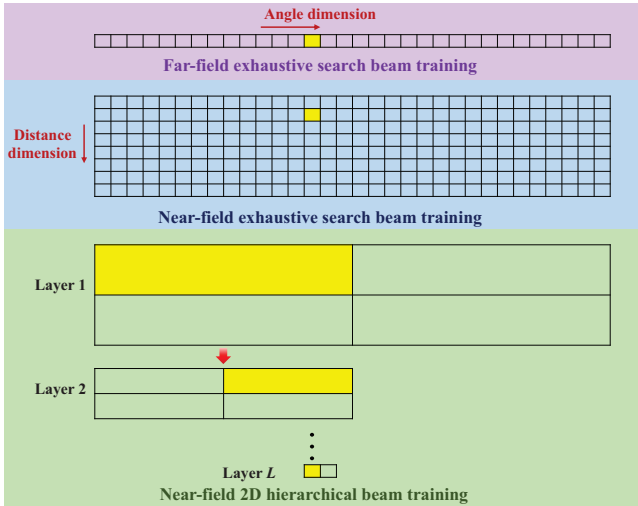 Angle dimension
Far-field exhaustive search beam training
Distance
dimension
Near-field exhaustive search beam training
Layer 1
Layer 2
Layer L
Near-field 2D hierarchical beam training